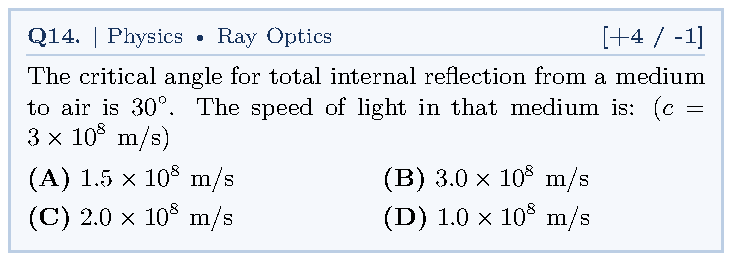 Q14. | Physics • Ray Optics [+4 / -1]
The critical angle for total internal reflection from a medium
to air is 30°. The speed of light in that medium is: (c =
3 × 10⁸ m/s)
(A) 1.5 × 10⁸ m/s (B) 3.0 × 10⁸ m/s
(C) 2.0 × 10⁸ m/s (D) 1.0 × 10⁸ m/s